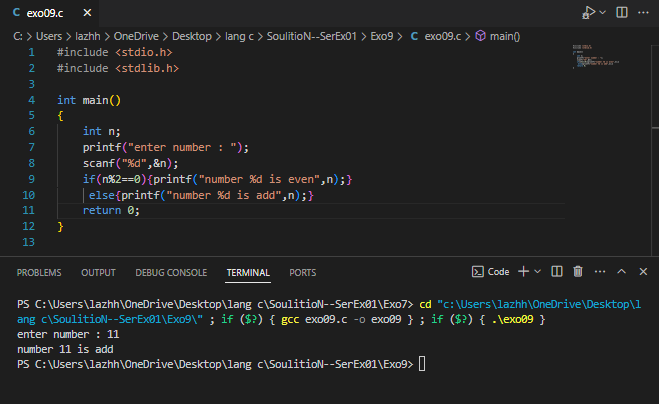 C exo09.c ×
C: > Users > lazhh > OneDrive > Desktop > lang c > SoulitioN--SerEx01 > Exo9 > C exo09.c > main()
1 #include <stdio.h>
2 #include <stdlib.h>
3
4 int main()
5 {
6 int n;
7 printf("enter number : ");
8 scanf("%d",&n);
9 if(n%2==0){printf("number %d is even",n);}
10 else{printf("number %d is add",n);}
11 return 0;
12 }
13
PROBLEMS OUTPUT DEBUG CONSOLE TERMINAL PORTS Code
PS C:\Users\lazhh\OneDrive\Desktop\lang c\SoulitioN--SerEx01\Exo7> cd "c:\Users\lazhh\OneDrive\Desktop\l
ang c\SoulitioN--SerEx01\Exo9\" ; if ($?) { gcc exo09.c -o exo09 } ; if ($?) { .\exo09 }
enter number : 11
number 11 is add
PS C:\Users\lazhh\OneDrive\Desktop\lang c\SoulitioN--SerEx01\Exo9>